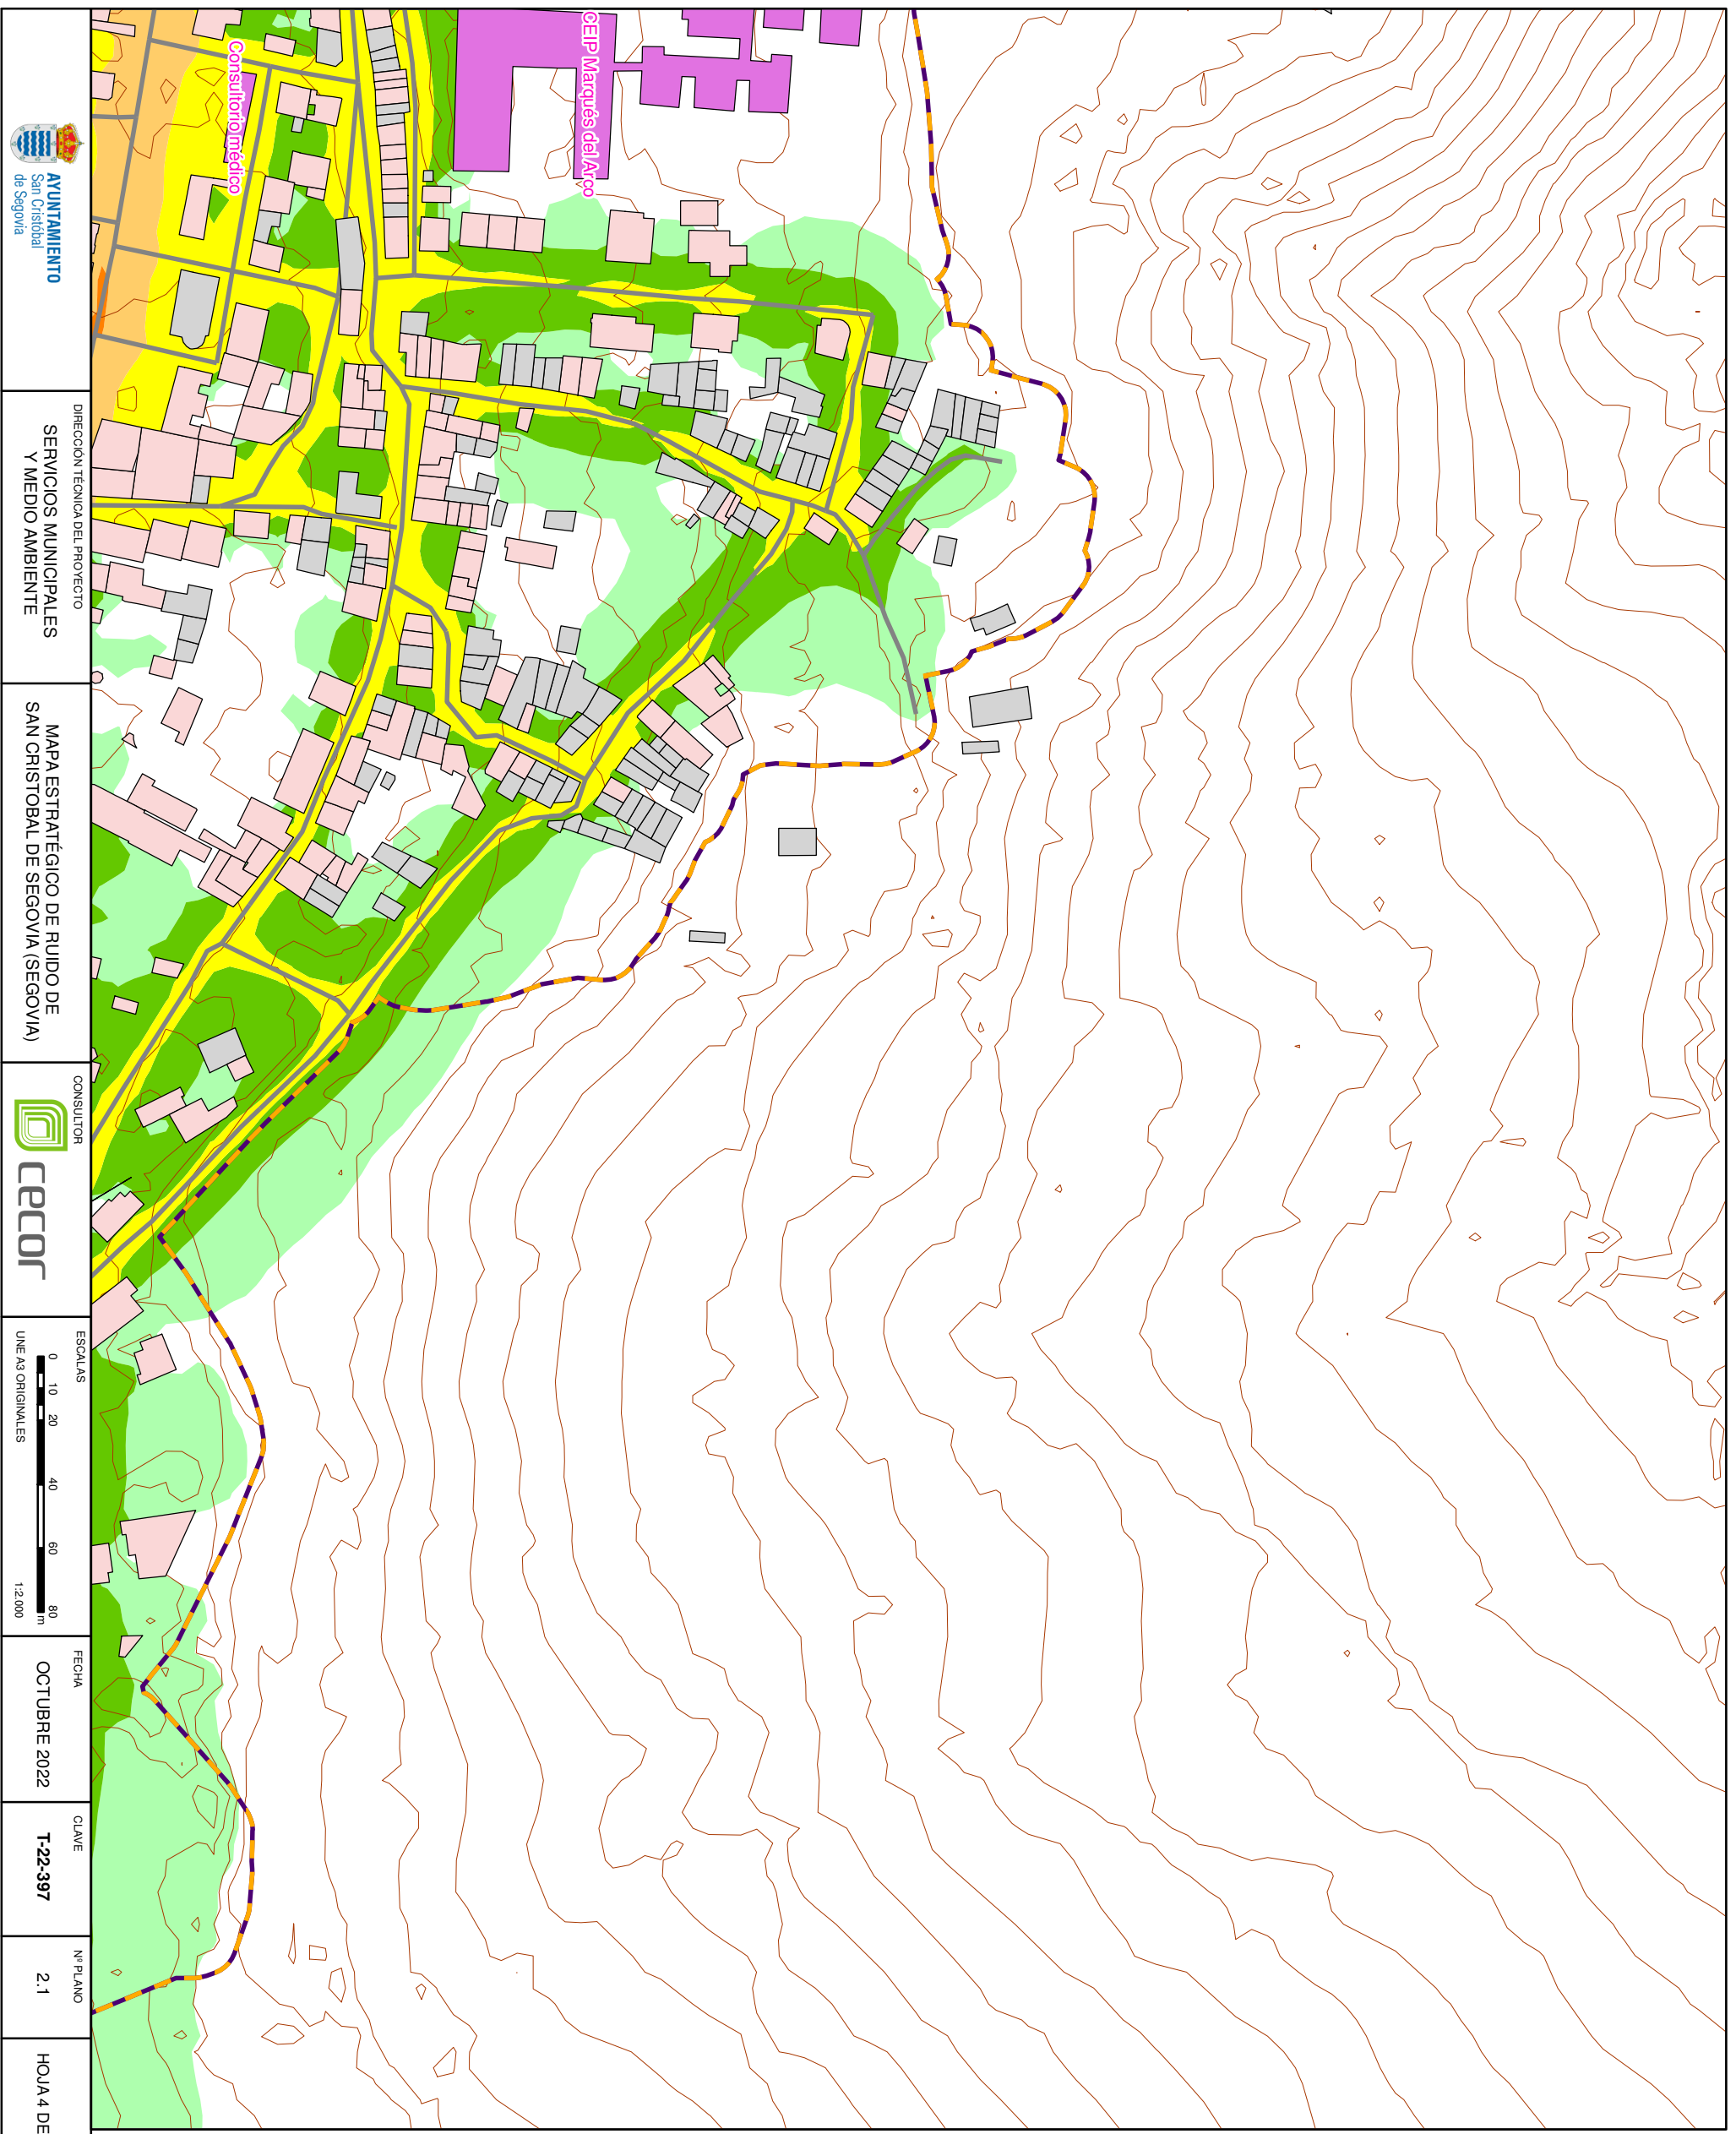 CEIP Marqués del Arco
Consultorio médico
AYUNTAMIENTO
San Cristóbal
de Segovia
DIRECCIÓN TÉCNICA DEL PROYECTO
SERVICIOS MUNICIPALES
Y MEDIO AMBIENTE
MAPA ESTRATÉGICO DE RUIDO DE
SAN CRISTOBAL DE SEGOVIA (SEGOVIA)
CONSULTOR
cecor
ESCALAS
0 10 20 40 60 80
m
UNE A3 ORIGINALES 1:2.000
FECHA
OCTUBRE 2022
CLAVE
T-22-397
Nº PLANO
2.1
HOJA 4 DE